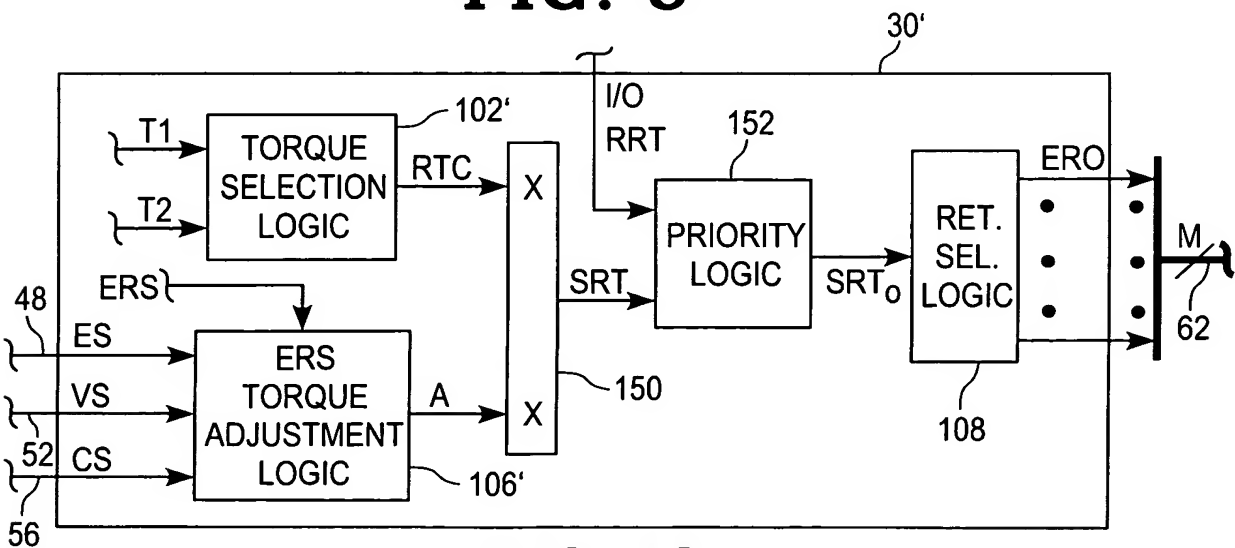 30'
I/O
RRT
T1
T2
TORQUE
SELECTION
LOGIC
102'
RTC
X
X
150
SRT
152
PRIORITY
LOGIC
SRTo
RET.
SEL.
LOGIC
108
ERO
M
62
ERS
48
ES
VS
52
CS
56
ERS
TORQUE
ADJUSTMENT
LOGIC
A
106'